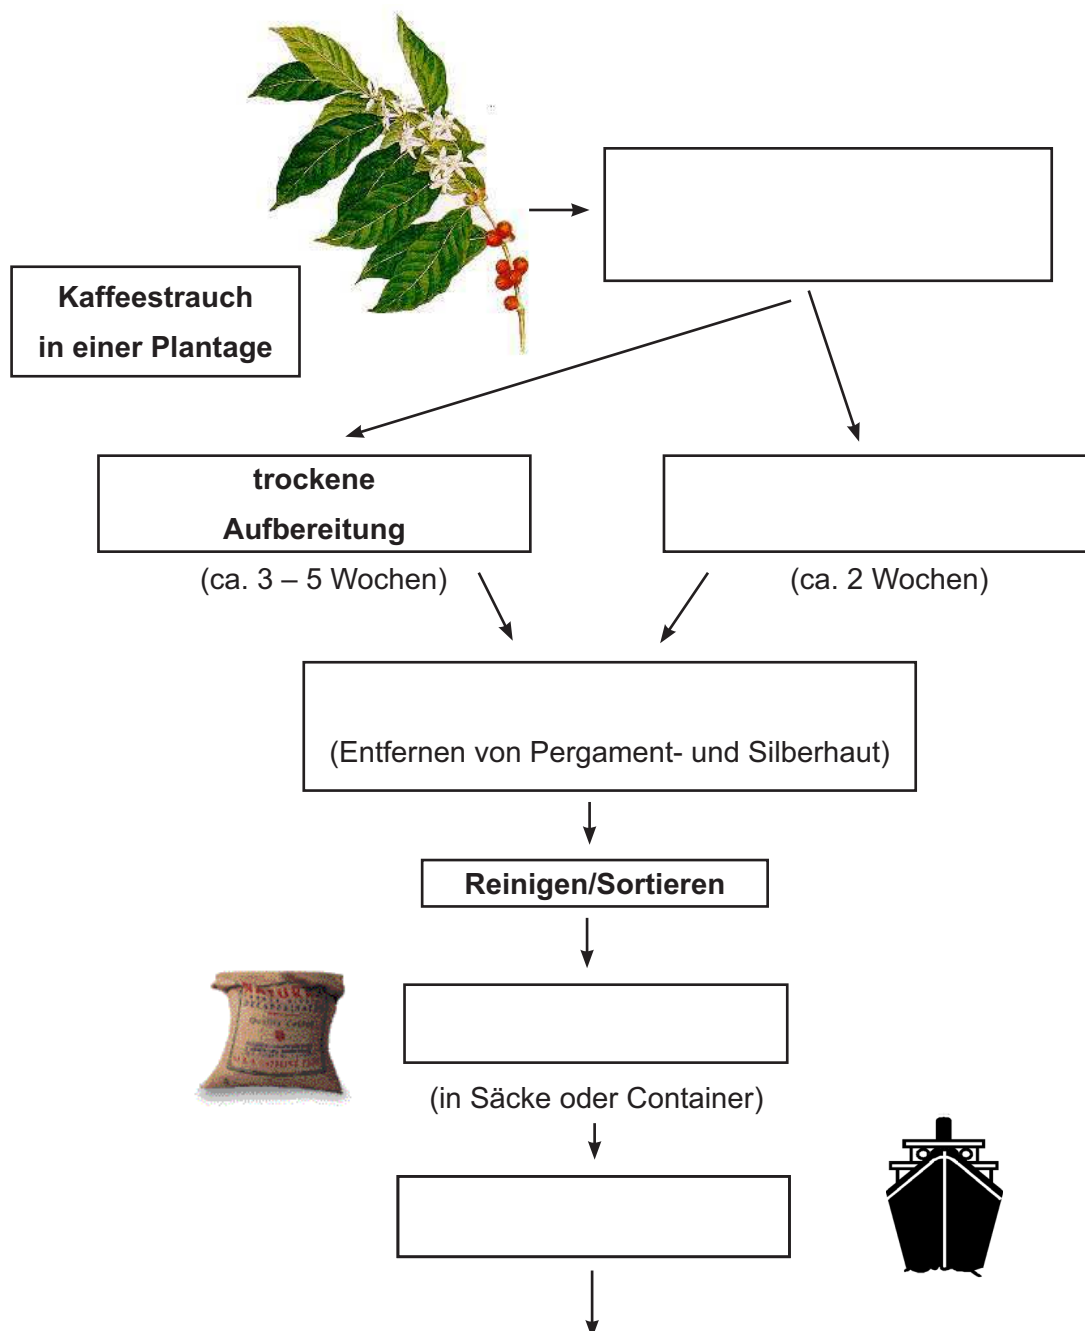 Kaffeestrauch
in einer Plantage
trockene
Aufbereitung
(ca. 3 – 5 Wochen)
(ca. 2 Wochen)
(Entfernen von Pergament- und Silberhaut)
Reinigen/Sortieren
(in Säcke oder Container)